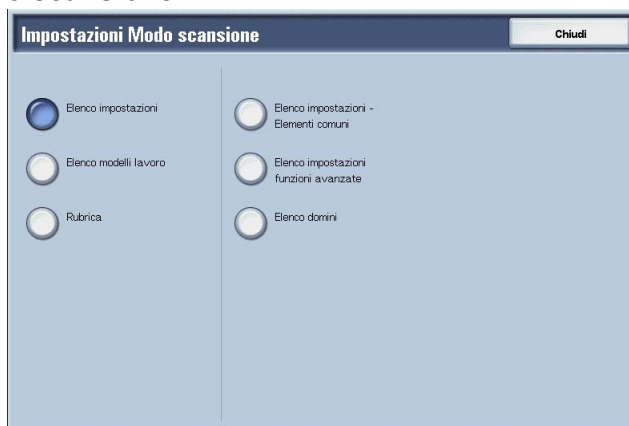 Impostazioni Modo scansione
Chiudi
Elenco impostazioni
Elenco modelli lavoro
Rubrica
Elenco impostazioni -
Elementi comuni
Elenco impostazioni
funzioni avanzate
Elenco domini